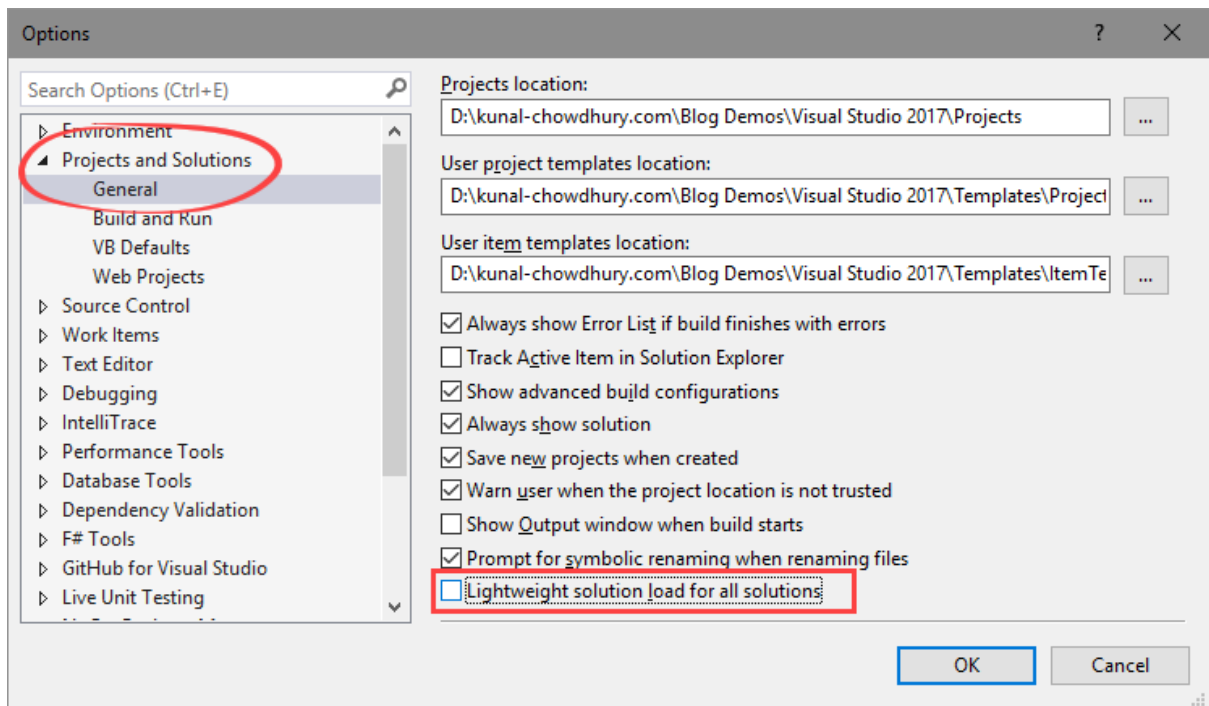 Options
?
Search Options (Ctrl+E)
Environment
Projects and Solutions
General
Build and Run
VB Defaults
Web Projects
Source Control
Work Items
Text Editor
Debugging
IntelliTrace
Performance Tools
Database Tools
Dependency Validation
F# Tools
GitHub for Visual Studio
Live Unit Testing
Projects location:
D:\kunal-chowdhury.com\Blog Demos\Visual Studio 2017\Projects
...
User project templates location:
D:\kunal-chowdhury.com\Blog Demos\Visual Studio 2017\Templates\Project
...
User item templates location:
D:\kunal-chowdhury.com\Blog Demos\Visual Studio 2017\Templates\ItemTe
...
Always show Error List if build finishes with errors
Track Active Item in Solution Explorer
Show advanced build configurations
Always show solution
Save new projects when created
Warn user when the project location is not trusted
Show Output window when build starts
Prompt for symbolic renaming when renaming files
Lightweight solution load for all solutions
OK
Cancel